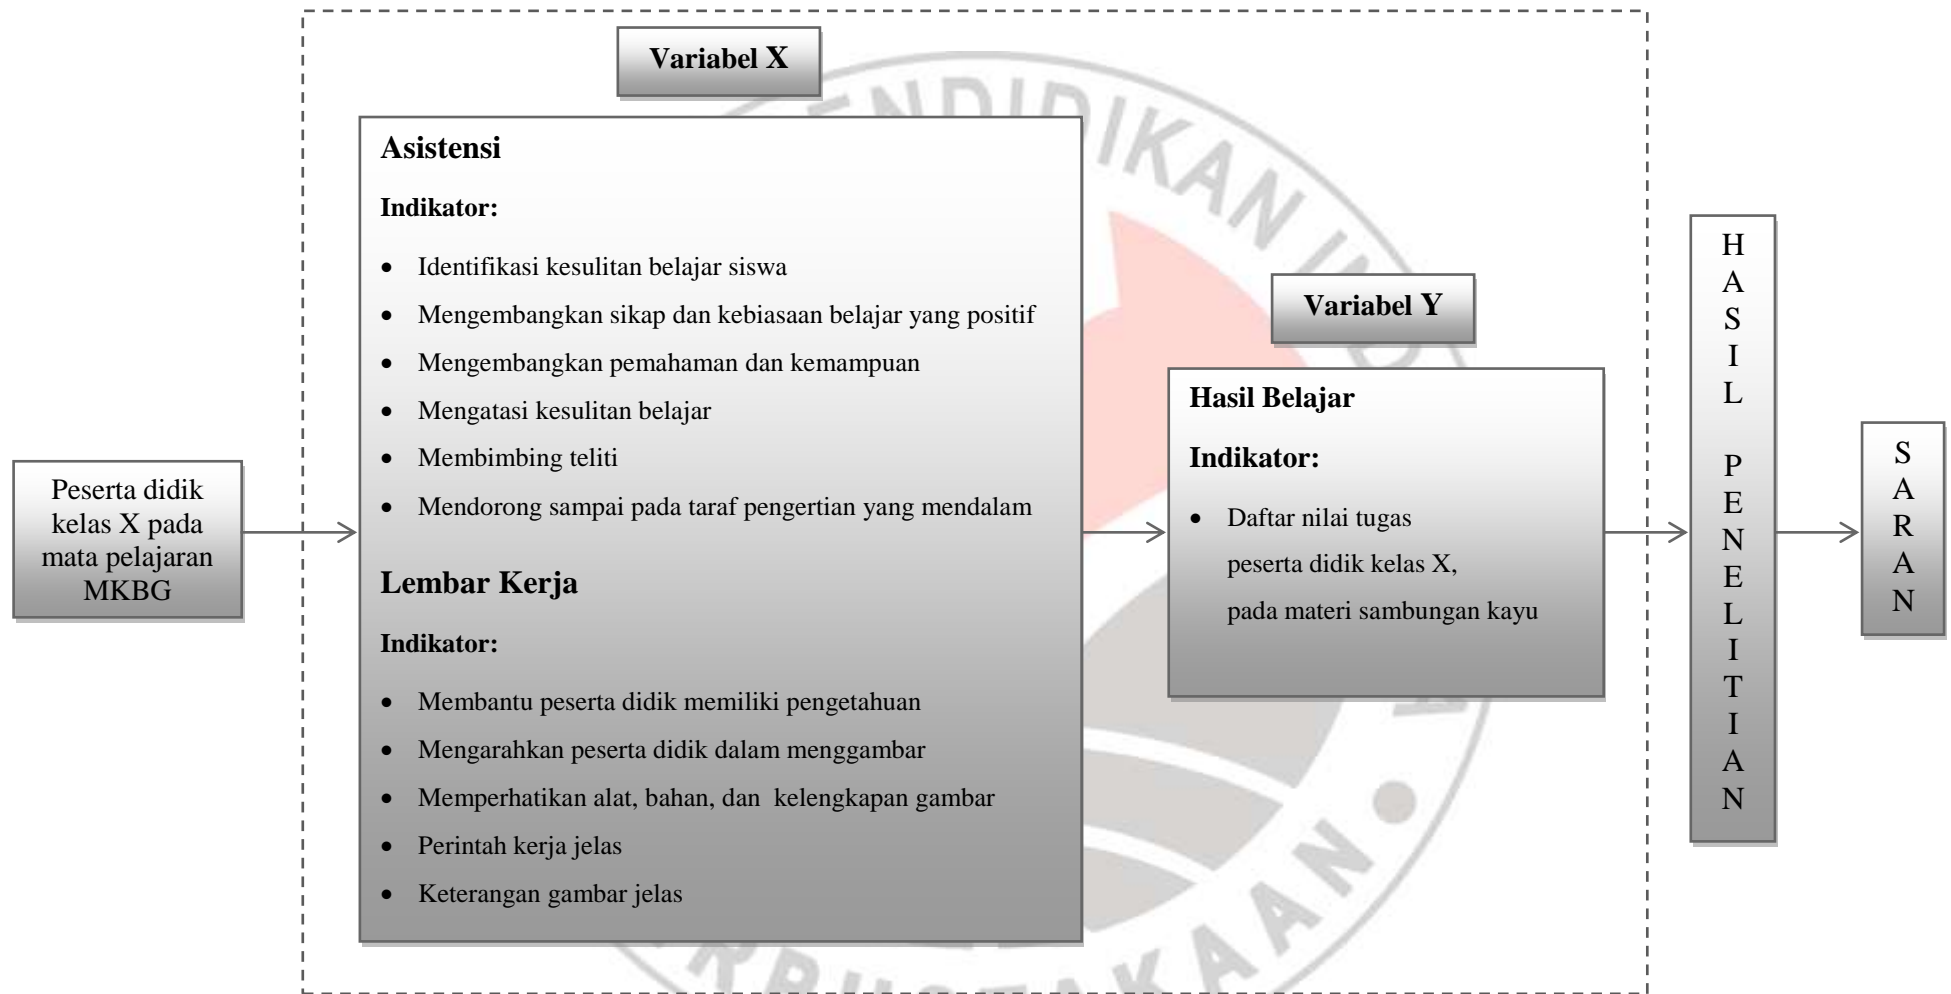 Variabel X
Asistensi
Indikator:
• Identifikasi kesulitan belajar siswa
• Mengembangkan sikap dan kebiasaan belajar yang positif
• Mengembangkan pemahaman dan kemampuan
• Mengatasi kesulitan belajar
• Membimbing teliti
• Mendorong sampai pada taraf pengertian yang mendalam
Lembar Kerja
Indikator:
• Membantu peserta didik memiliki pengetahuan
• Mengarahkan peserta didik dalam menggambar
• Memperhatikan alat, bahan, dan kelengkapan gambar
• Perintah kerja jelas
• Keterangan gambar jelas
Peserta didik
kelas X pada
mata pelajaran
MKBG
Variabel Y
Hasil Belajar
Indikator:
• Daftar nilai tugas
peserta didik kelas X,
pada materi sambungan kayu
HASIL PENELITIAN
SARAN